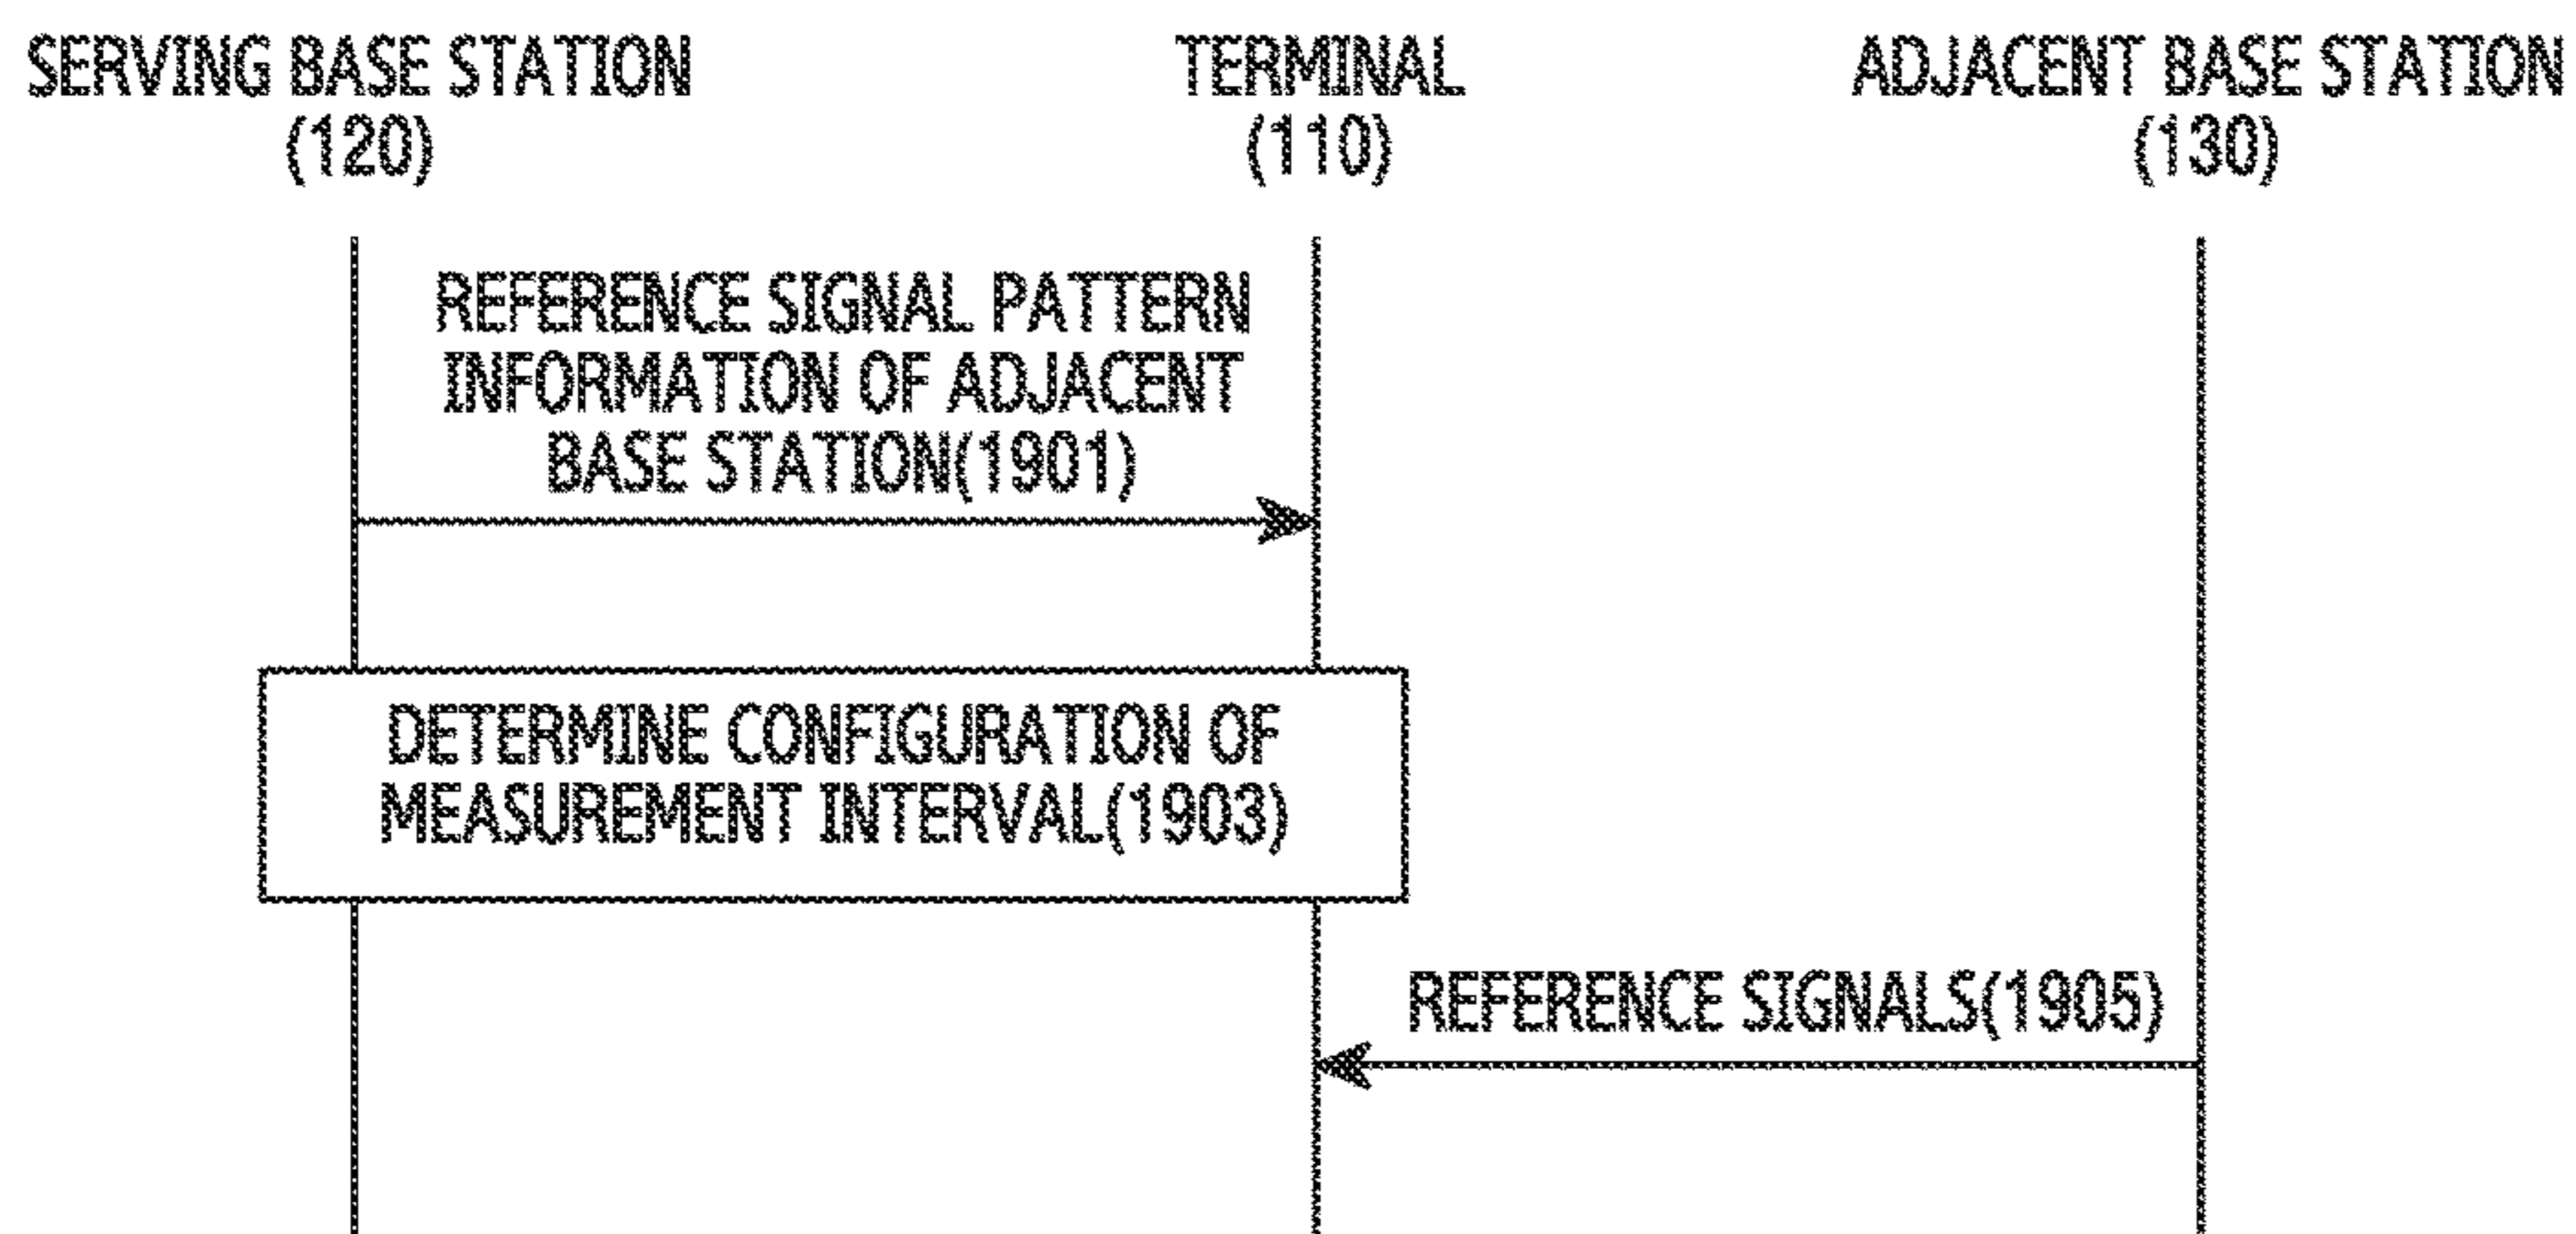 SERVING BASE STATION
(120)
TERMINAL
(110)
ADJACENT BASE STATION
(130)
REFERENCE SIGNAL PATTERN
INFORMATION OF ADJACENT
BASE STATION(1901)
DETERMINE CONFIGURATION OF
MEASUREMENT INTERVAL(1903)
REFERENCE SIGNALS(1905)